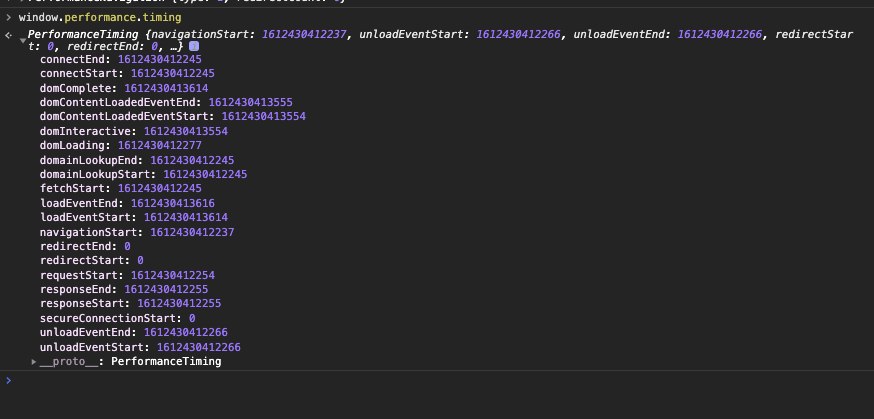 window.performance.timing
PerformanceTiming {navigationStart: 1612430412237, unloadEventStart: 1612430412266, unloadEventEnd: 1612430412266, redirectStar
t: 0, redirectEnd: 0, …} i
connectEnd: 1612430412245
connectStart: 1612430412245
domComplete: 1612430413614
domContentLoadedEventEnd: 1612430413555
domContentLoadedEventStart: 1612430413554
domInteractive: 1612430413554
domLoading: 1612430412277
domainLookupEnd: 1612430412245
domainLookupStart: 1612430412245
fetchStart: 1612430412245
loadEventEnd: 1612430413616
loadEventStart: 1612430413614
navigationStart: 1612430412237
redirectEnd: 0
redirectStart: 0
requestStart: 1612430412254
responseEnd: 1612430412255
responseStart: 1612430412255
secureConnectionStart: 0
unloadEventEnd: 1612430412266
unloadEventStart: 1612430412266
__proto__: PerformanceTiming